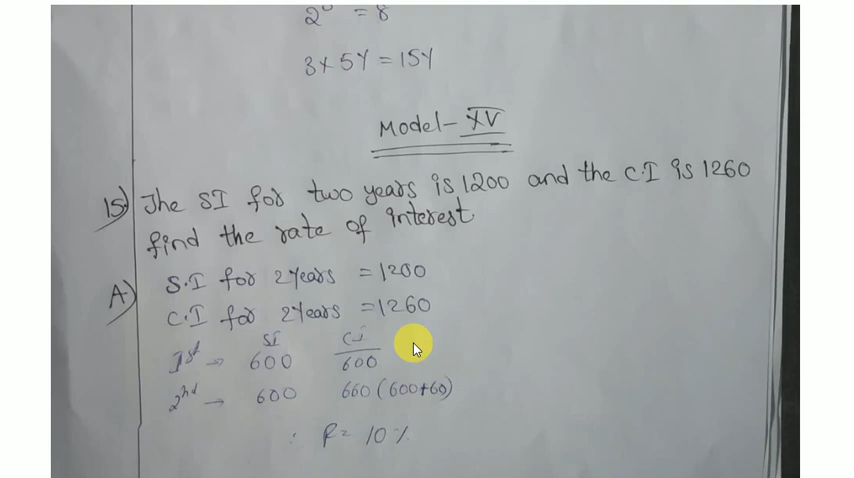 = 8
3 x 5Y = 15Y
Model - XV
15) The SI for two years is 1200 and the C.I is 1260
find the rate of interest
A) S.I for 2 years = 1200
C.I for 2 years = 1260
SI CI
1st → 600 600
2nd → 600 660 (600+60)
∴ R = 10 %